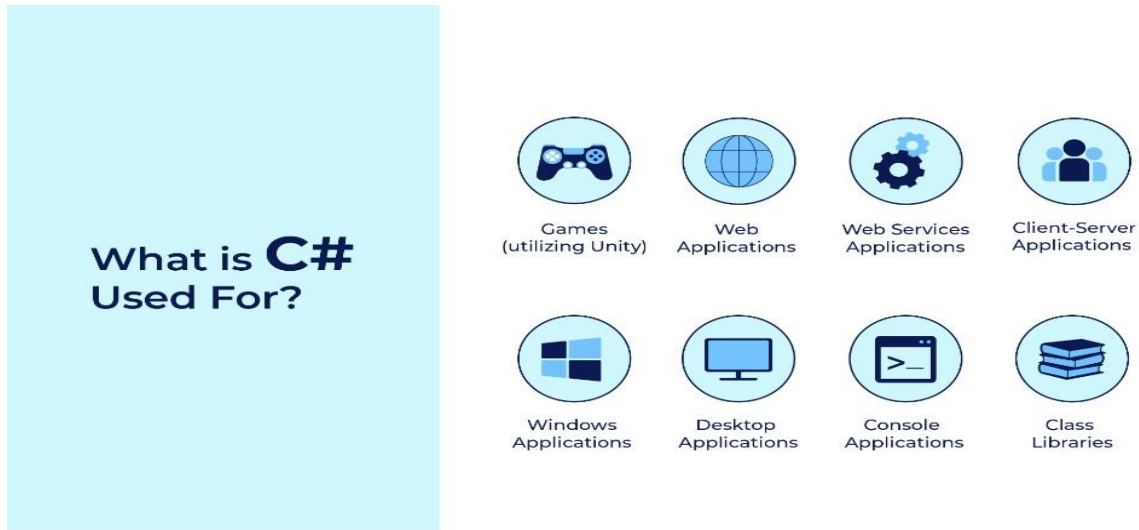 What is C#
Used For?
Games
(utilizing Unity)
Web
Applications
Web Services
Applications
Client-Server
Applications
Windows
Applications
Desktop
Applications
>_
Console
Applications
Class
Libraries